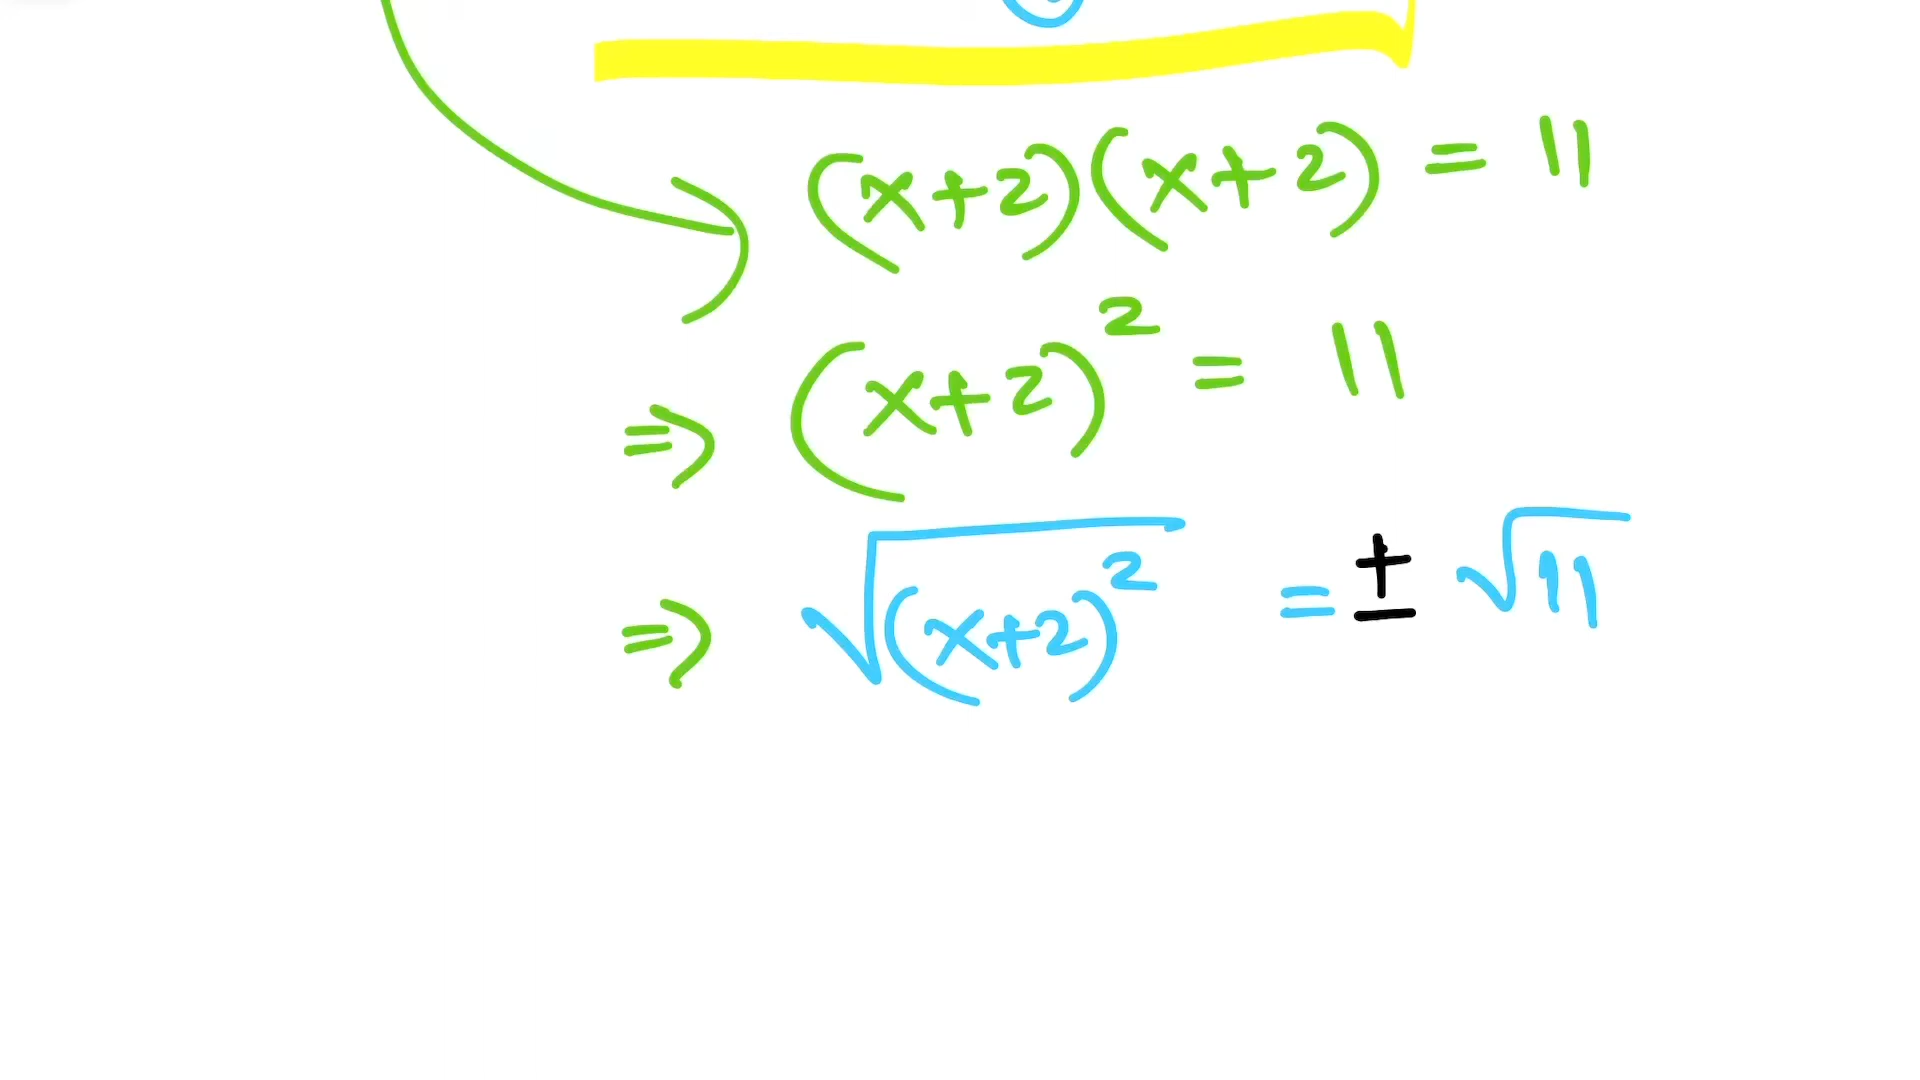 (x+2)(x+2) = 11
⇒ (x+2)² = 11
⇒ √(x+2)² = ± √11